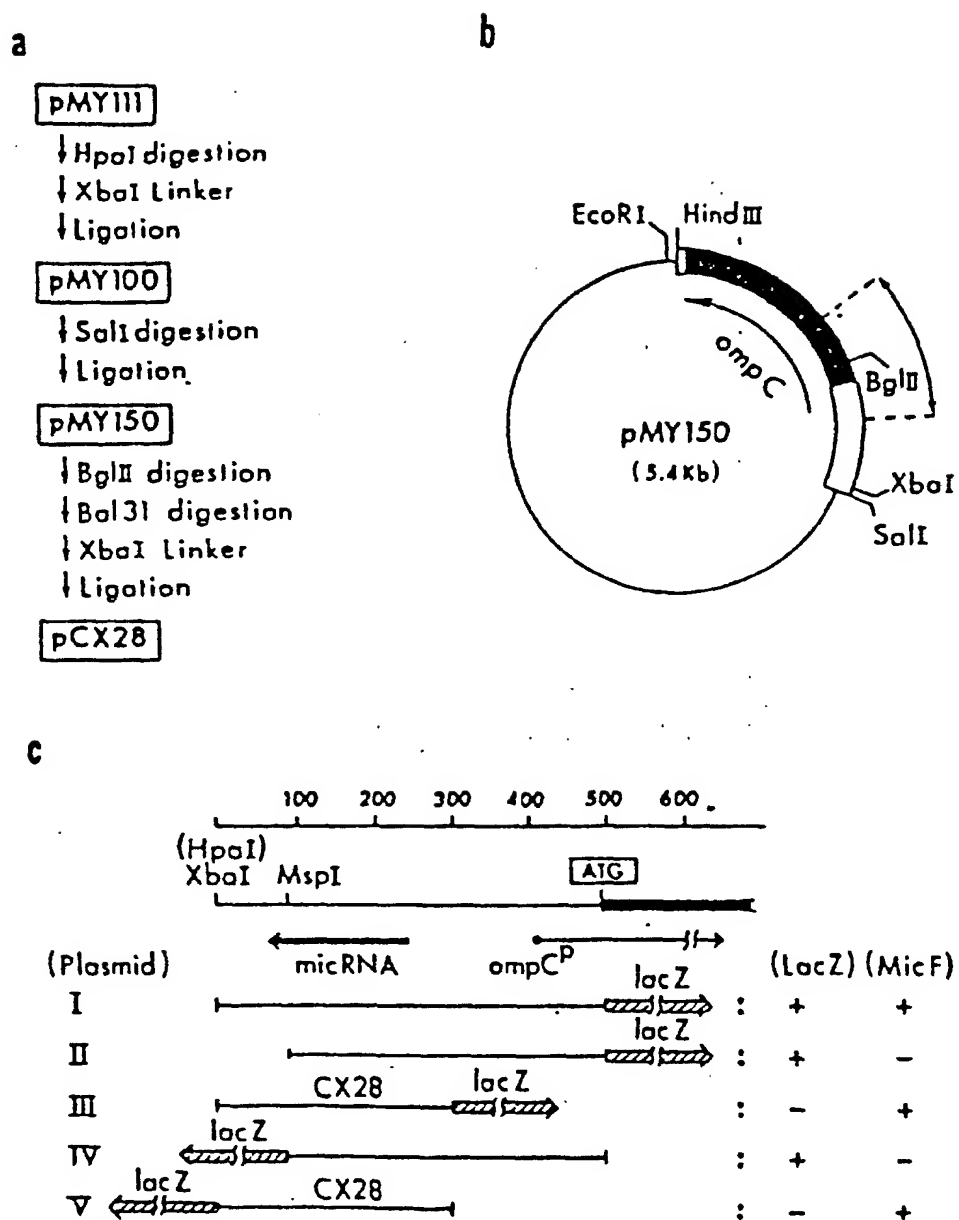 a
pMY111
HpaI digestion
XbaI Linker
Ligation
pMY100
SalI digestion
Ligation
pMY150
BglII digestion
Bal31 digestion
XbaI Linker
Ligation
pCX28
b
EcoRI HindIII
ompC
BglII
pMY150
(5.4Kb)
XbaI
SalI
c
100 200 300 400 500 600
(HpaI)
XbaI MspI ATG
micRNA ompCp
(Plasmid) (LacZ) (MicF)
lacZ
I : + +
lacZ
II : + -
CX28 lacZ
III : - +
lacZ
IV : + -
lacZ CX28
V : - +